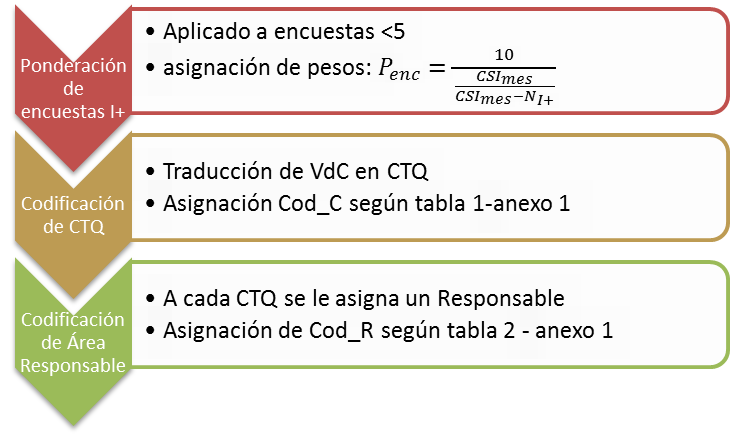 Ponderación
de
encuestas I+
• Aplicado a encuestas <5
• asignación de pesos: P_enc = 10 / (CSI_mes / (CSI_mes−N_I+))
Codificación
de CTQ
• Traducción de VdC en CTQ
• Asignación Cod_C según tabla 1-anexo 1
Codificación
de Área
Responsable
• A cada CTQ se le asigna un Responsable
• Asignación de Cod_R según tabla 2 - anexo 1